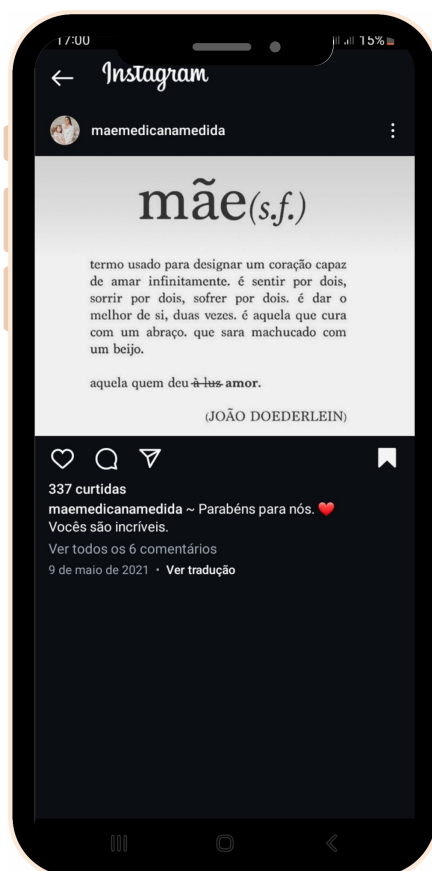 17:00
15%
Instagram
maemedicanamedida
mãe(s.f.)
termo usado para designar um coração capaz
de amar infinitamente. é sentir por dois,
sorrir por dois, sofrer por dois. é dar o
melhor de si, duas vezes. é aquela que cura
com um abraço. que sara machucado com
um beijo.
aquela quem deu à luz amor.
(JOÃO DOEDERLEIN)
337 curtidas
maemedicanamedida ~ Parabéns para nós. ❤️
Vocês são incríveis.
Ver todos os 6 comentários
9 de maio de 2021 • Ver tradução